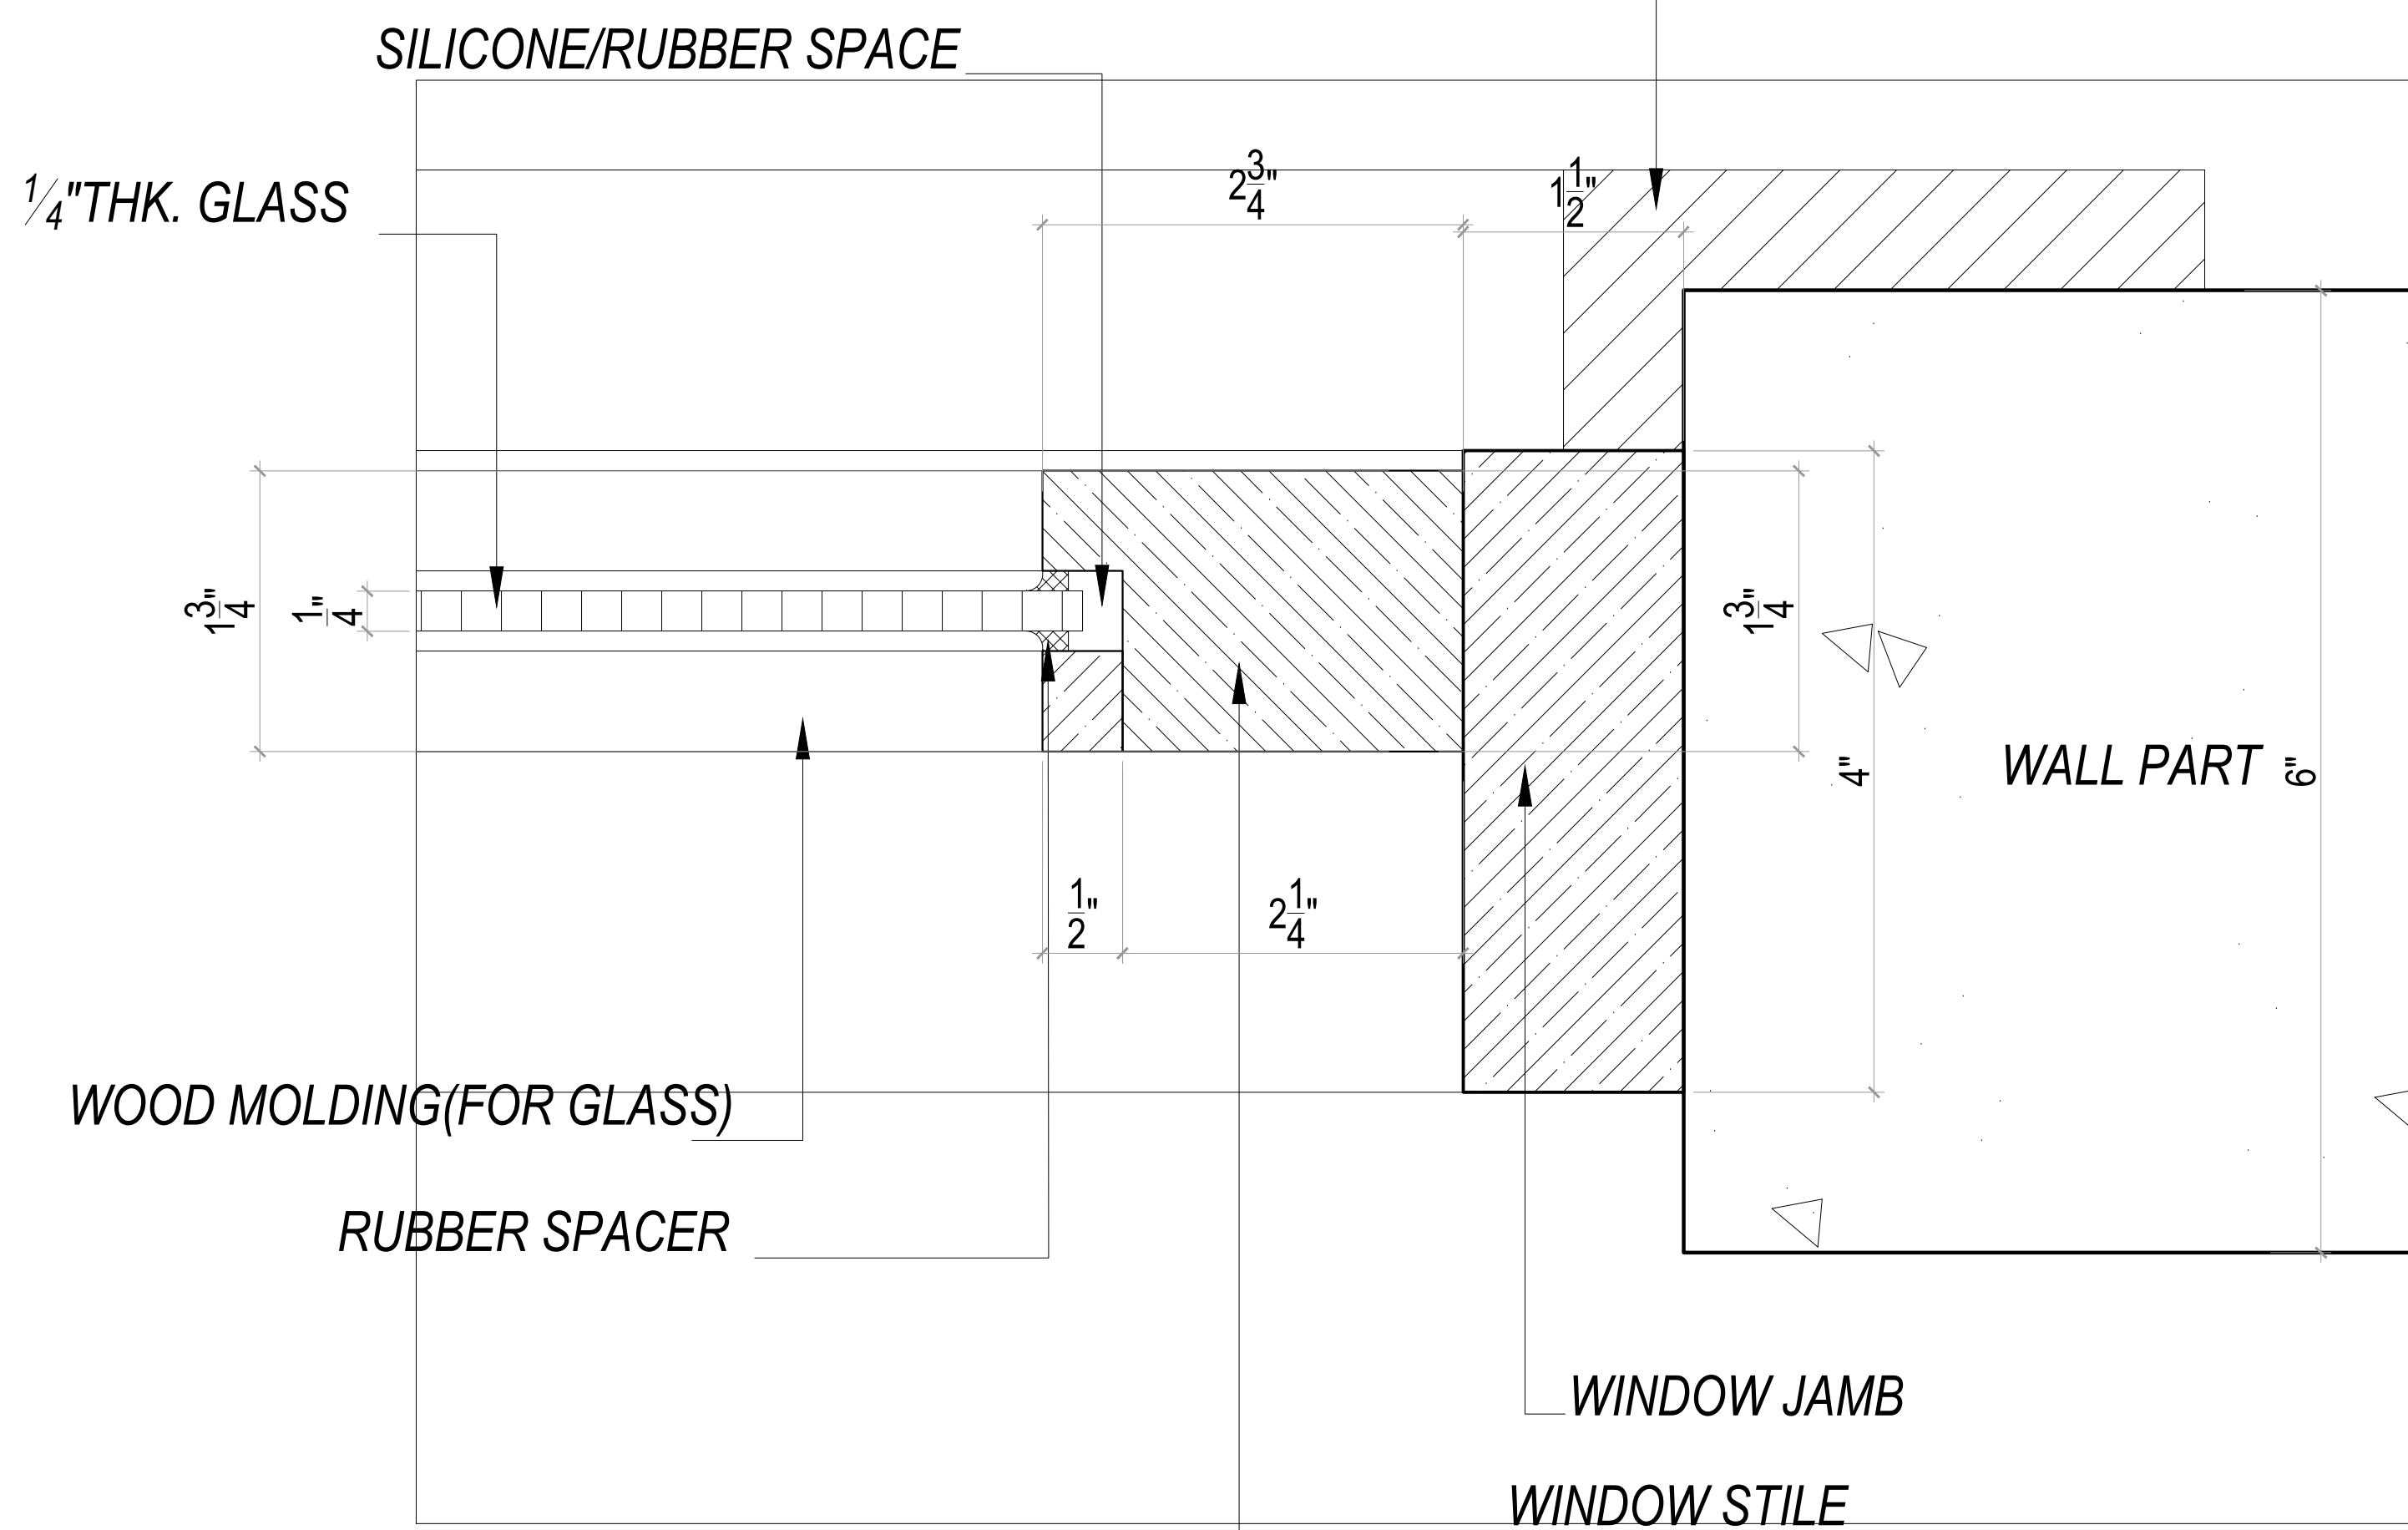 SILICONE/RUBBER SPACE
1/4"THK. GLASS
2 3/4"
1 1/2"
1 3/4"
1/4"
1 3/4"
4"
WALL PART
6"
1/2"
2 1/4"
WOOD MOLDING(FOR GLASS)
RUBBER SPACER
WINDOW JAMB
WINDOW STILE